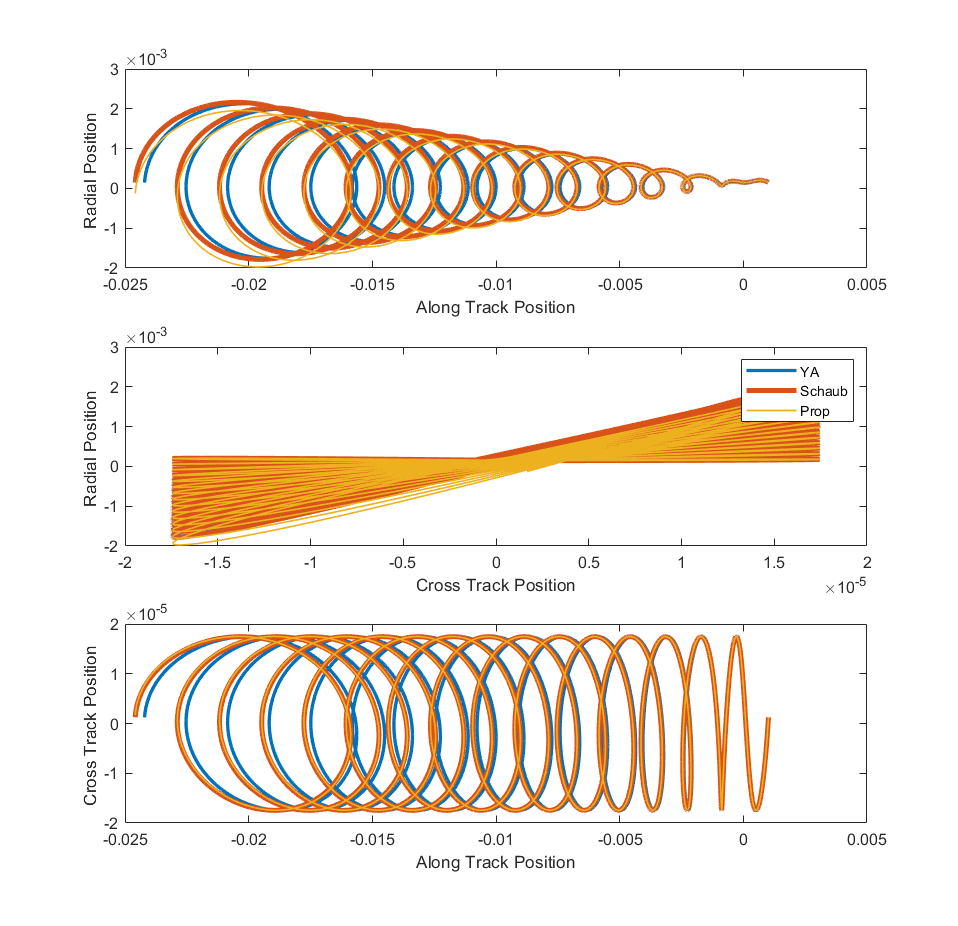 ×10-3
3
2
1
0
-1
-2
Radial Position
-0.025 -0.02 -0.015 -0.01 -0.005 0 0.005
Along Track Position
×10-3
3
2
1
0
-1
-2
Radial Position
YA
Schaub
Prop
-2 -1.5 -1 -0.5 0 0.5 1 1.5 2
×10-5
Cross Track Position
×10-5
2
1
0
-1
-2
Cross Track Position
-0.025 -0.02 -0.015 -0.01 -0.005 0 0.005
Along Track Position